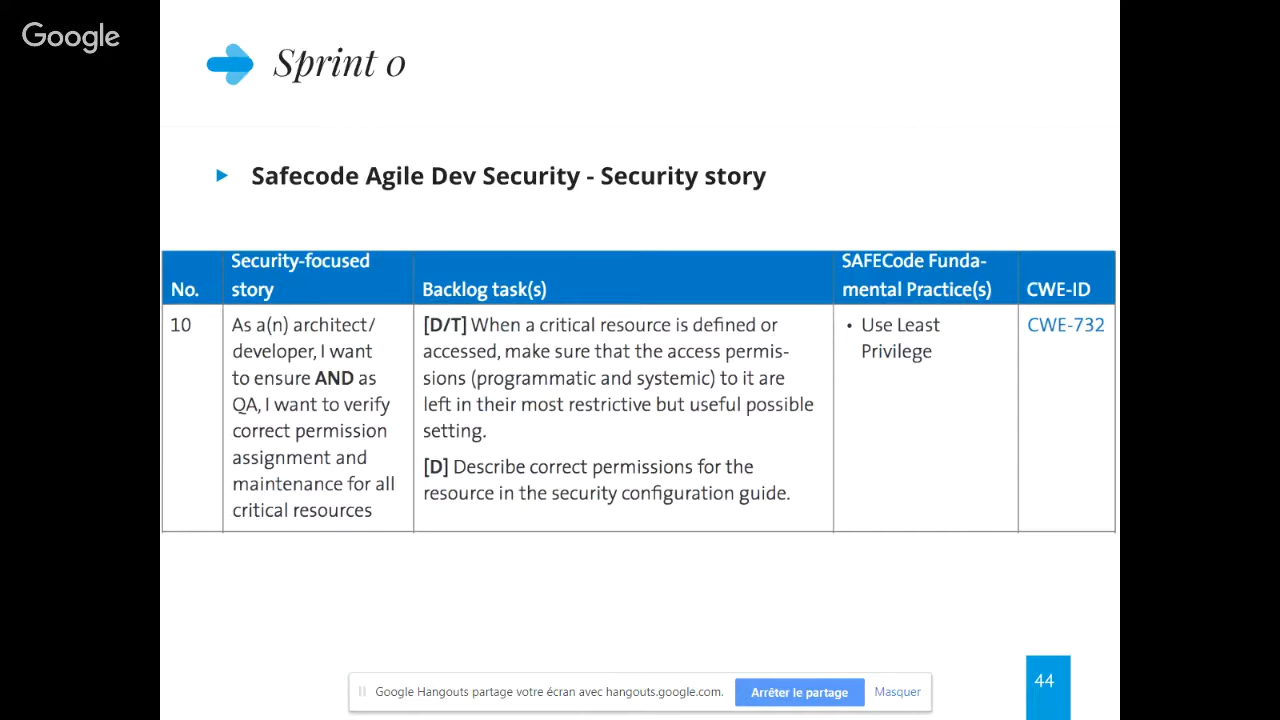 Google
Sprint 0
Safecode Agile Dev Security - Security story
No.
Security-focused
story
Backlog task(s)
SAFECode Funda-
mental Practice(s)
CWE-ID
10
As a(n) architect/
developer, I want
to ensure AND as
QA, I want to verify
correct permission
assignment and
maintenance for all
critical resources
[D/T] When a critical resource is defined or
accessed, make sure that the access permis-
sions (programmatic and systemic) to it are
left in their most restrictive but useful possible
setting.
[D] Describe correct permissions for the
resource in the security configuration guide.
• Use Least
Privilege
CWE-732
44
Google Hangouts partage votre écran avec hangouts.google.com.
Arrêter le partage
Masquer